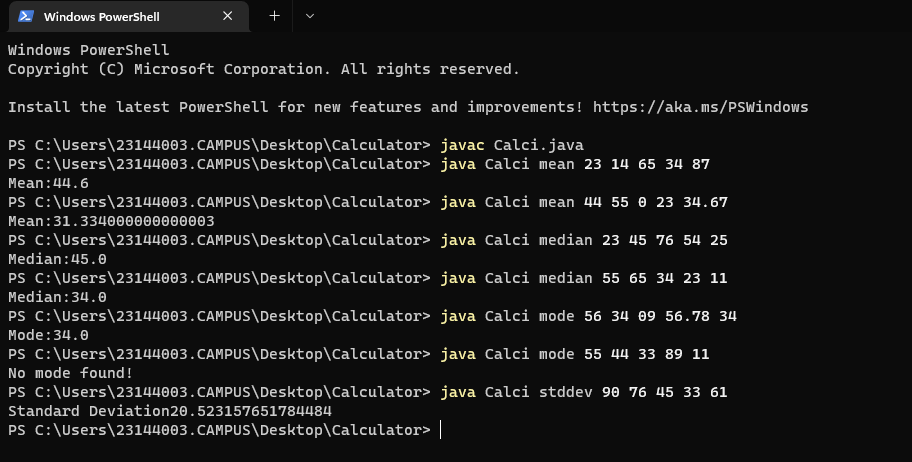 Windows PowerShell
Windows PowerShell
Copyright (C) Microsoft Corporation. All rights reserved.
Install the latest PowerShell for new features and improvements! https://aka.ms/PSWindows
PS C:\Users\23144003.CAMPUS\Desktop\Calculator> javac Calci.java
PS C:\Users\23144003.CAMPUS\Desktop\Calculator> java Calci mean 23 14 65 34 87
Mean:44.6
PS C:\Users\23144003.CAMPUS\Desktop\Calculator> java Calci mean 44 55 0 23 34.67
Mean:31.334000000000003
PS C:\Users\23144003.CAMPUS\Desktop\Calculator> java Calci median 23 45 76 54 25
Median:45.0
PS C:\Users\23144003.CAMPUS\Desktop\Calculator> java Calci median 55 65 34 23 11
Median:34.0
PS C:\Users\23144003.CAMPUS\Desktop\Calculator> java Calci mode 56 34 09 56.78 34
Mode:34.0
PS C:\Users\23144003.CAMPUS\Desktop\Calculator> java Calci mode 55 44 33 89 11
No mode found!
PS C:\Users\23144003.CAMPUS\Desktop\Calculator> java Calci stddev 90 76 45 33 61
Standard Deviation20.523157651784484
PS C:\Users\23144003.CAMPUS\Desktop\Calculator>